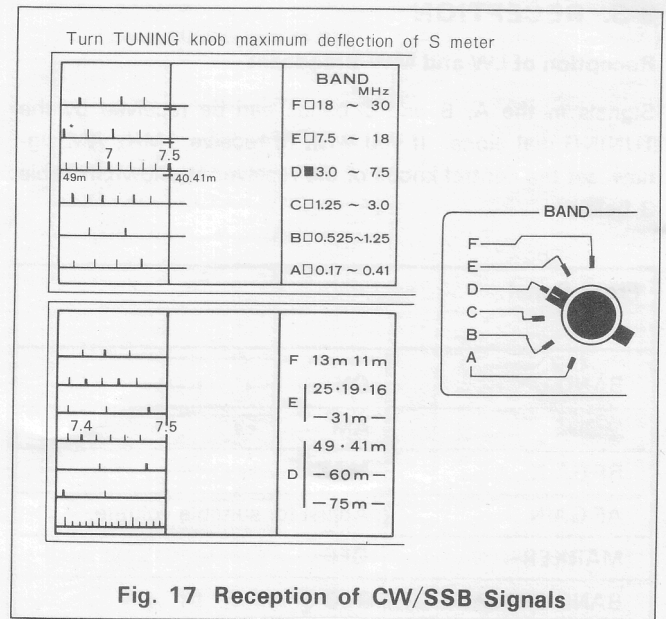 Turn TUNING knob maximum deflection of S meter
BAND
MHz
F□18 ~ 30
E□7.5 ~ 18
D■3.0 ~ 7.5
C□1.25 ~ 3.0
B□0.525~1.25
A□0.17 ~ 0.41
7 7.5
49m 40.41m
BAND
F
E
D
C
B
A
F 13m 11m
25·19·16
E
—31m—
49·41m
D —60m—
—75m—
7.4 7.5
Fig. 17 Reception of CW/SSB Signals